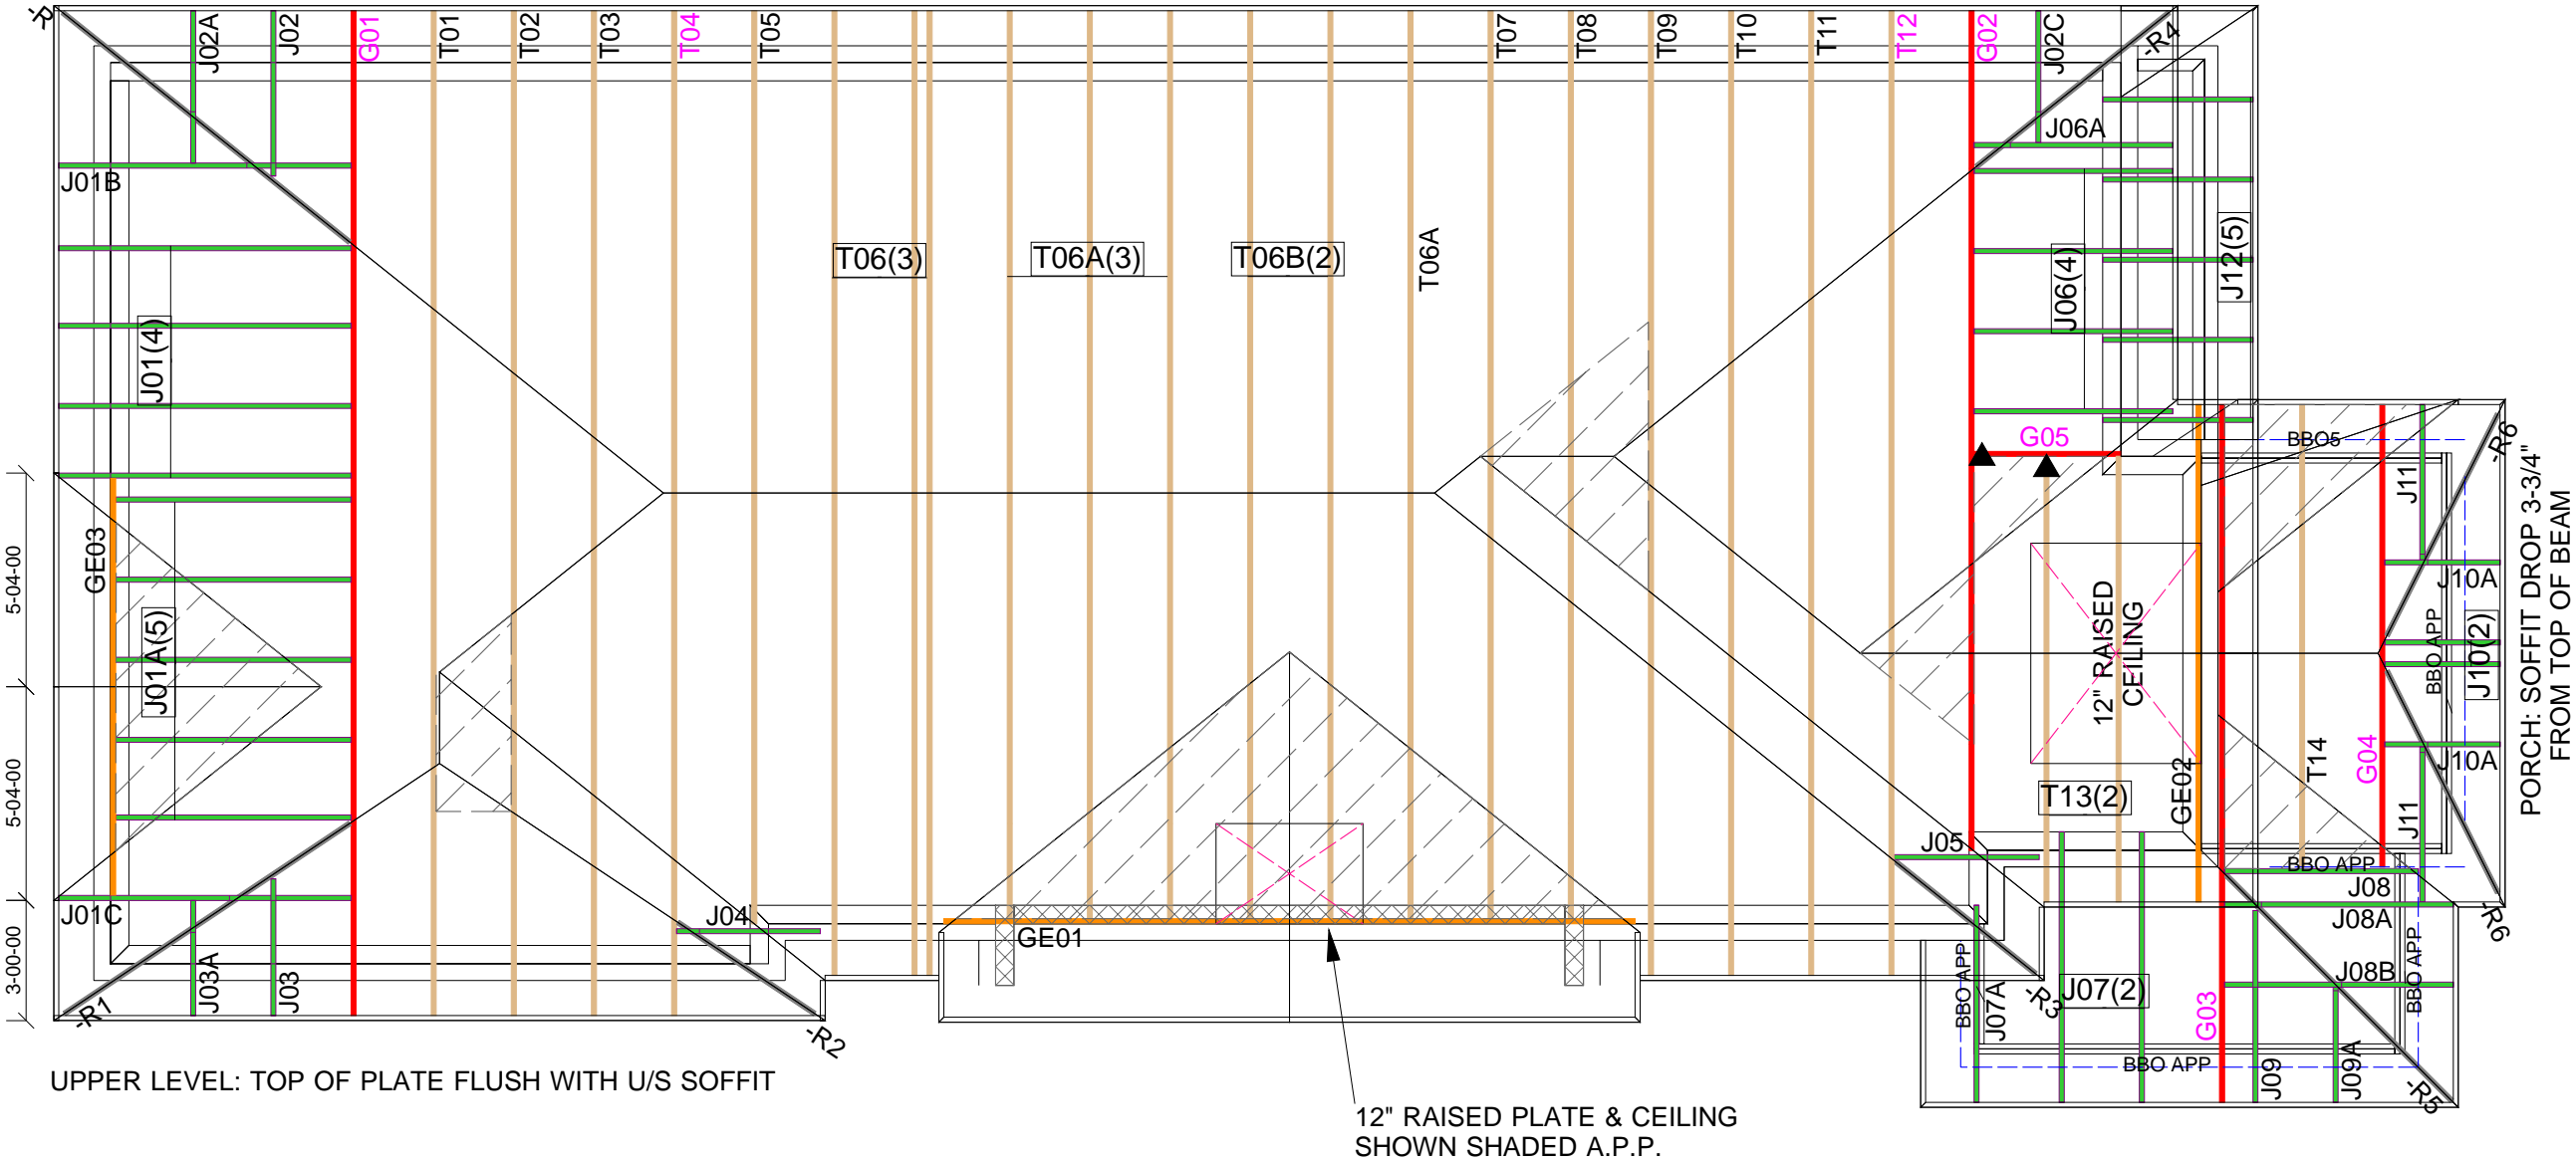 -R
J02A
J02
G01
T01
T02
T03
T04
T05
T07
T08
T09
T10
T11
T12
G02
J02C
-R4
J06A
J01B
T06(3)
T06A(3)
T06B(2)
T06A
J06(4)
J12(5)
J01(4)
G05
BBO5
-R6
J11
GE03
J10A
5-04-00
J01A(5)
12" RAISED
CEILING
BBO APP
J10(2)
PORCH: SOFFIT DROP 3-3/4"
FROM TOP OF BEAM
T14
G04
J10A
5-04-00
T13(2)
GE02
J11
J05
BBO APP
J08
J01C
J04
GE01
J08A
-R6
3-00-00
J03A
J03
-R1
-R2
BBO APP
J07A
-R3
J07(2)
G03
J08B
BBO APP
BBO APP
J09
J09A
-R5
UPPER LEVEL: TOP OF PLATE FLUSH WITH U/S SOFFIT
12" RAISED PLATE & CEILING
SHOWN SHADED A.P.P.